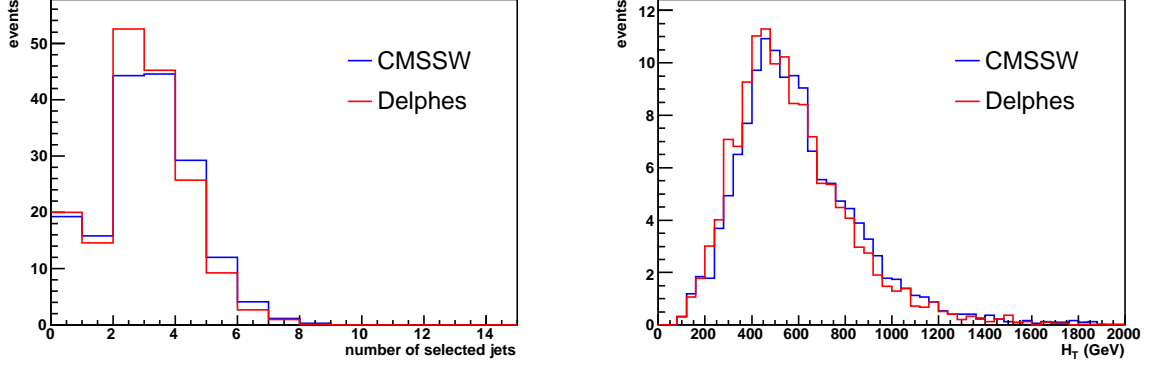 events
50
40
30
20
10
0
CMSSW
Delphes
0 2 4 6 8 10 12 14
number of selected jets
events
12
10
8
6
4
2
0
CMSSW
Delphes
200 400 600 800 1000 1200 1400 1600 1800 2000
H_T (GeV)